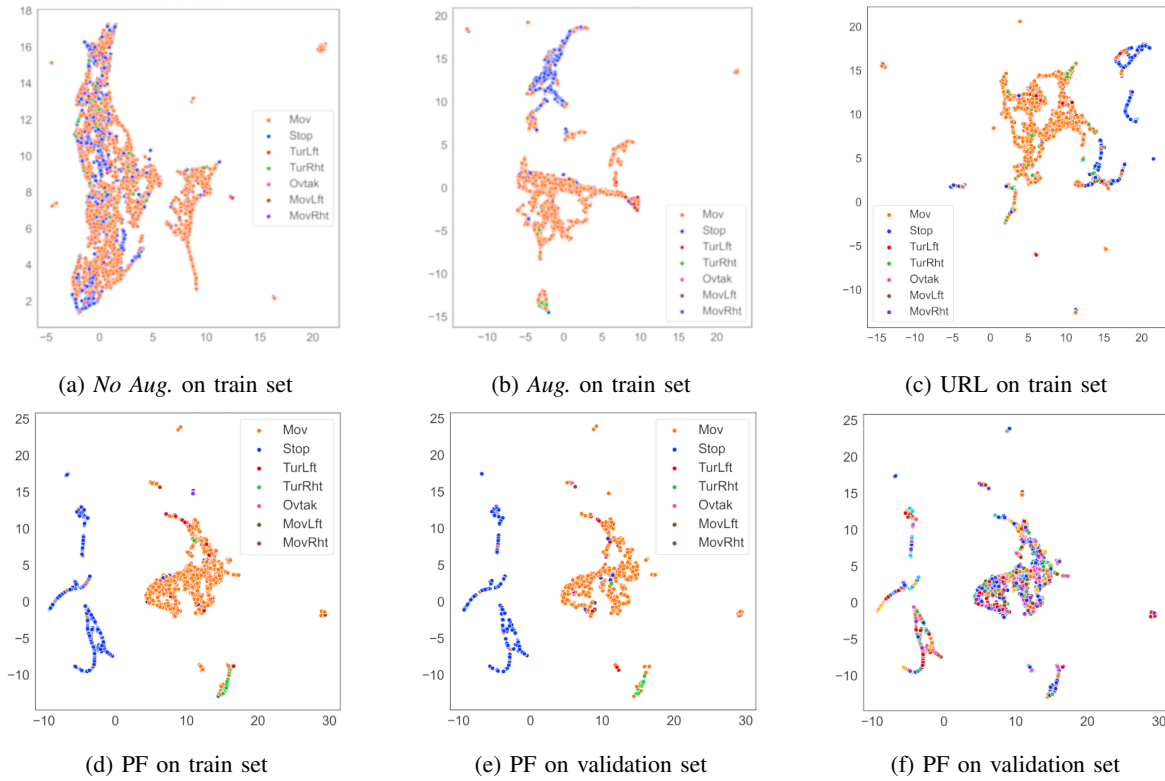 18
16
14
12
10
8
6
4
2
−5
0
5
10
15
20
Mov
Stop
TurLft
TurRht
Ovtak
MovLft
MovRht
(a) No Aug. on train set
20
15
10
5
0
−5
−10
−15
−10
−5
0
5
10
15
20
Mov
Stop
TurLft
TurRht
Ovtak
MovLft
MovRht
(b) Aug. on train set
20
15
10
5
0
−5
−10
−15
−10
−5
0
5
10
15
20
Mov
Stop
TurLft
TurRht
Ovtak
MovLft
MovRht
(c) URL on train set
25
20
15
10
5
0
−5
−10
−10
0
10
20
30
Mov
Stop
TurLft
TurRht
Ovtak
MovLft
MovRht
(d) PF on train set
25
20
15
10
5
0
−5
−10
−10
0
10
20
30
Mov
Stop
TurLft
TurRht
Ovtak
MovLft
MovRht
(e) PF on validation set
25
20
15
10
5
0
−5
−10
−10
0
10
20
30
(f) PF on validation set